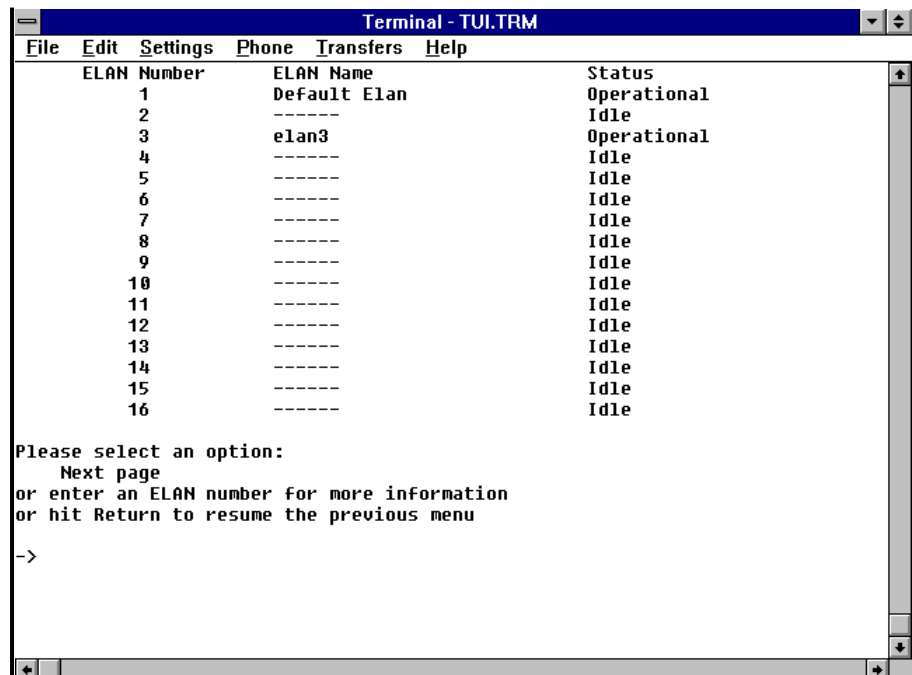 Terminal - TUI.TRM
File Edit Settings Phone Transfers Help
ELAN Number ELAN Name Status
1 Default Elan Operational
2 ------ Idle
3 elan3 Operational
4 ------ Idle
5 ------ Idle
6 ------ Idle
7 ------ Idle
8 ------ Idle
9 ------ Idle
10 ------ Idle
11 ------ Idle
12 ------ Idle
13 ------ Idle
14 ------ Idle
15 ------ Idle
16 ------ Idle
Please select an option:
Next page
or enter an ELAN number for more information
or hit Return to resume the previous menu
->